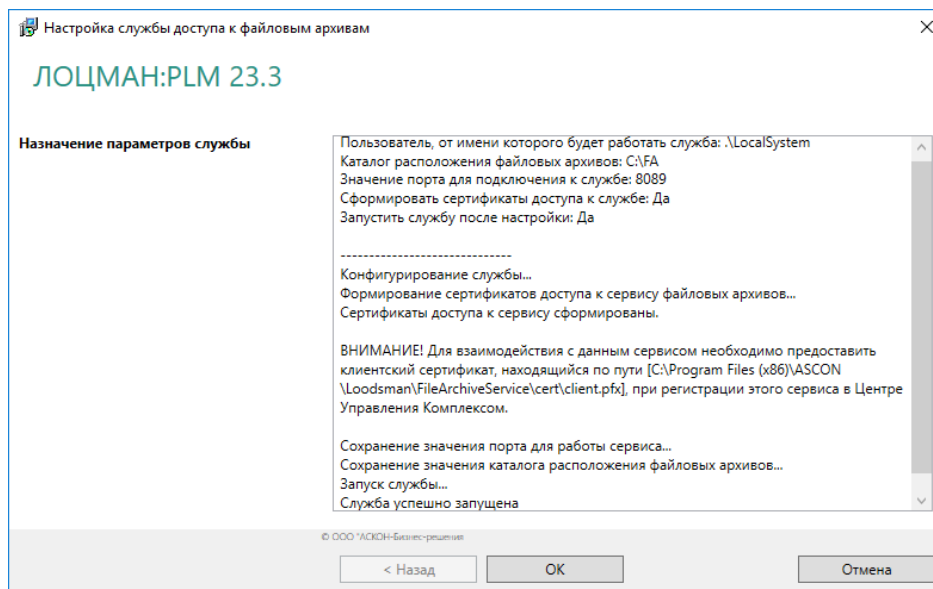 Настройка службы доступа к файловым архивам
ЛОЦМАН:PLM 23.3
Назначение параметров службы
Пользователь, от имени которого будет работать служба: .\LocalSystem
Каталог расположения файловых архивов: C:\FA
Значение порта для подключения к службе: 8089
Сформировать сертификаты доступа к службе: Да
Запустить службу после настройки: Да
------------------------------
Конфигурирование службы...
Формирование сертификатов доступа к сервису файловых архивов...
Сертификаты доступа к сервису сформированы.
ВНИМАНИЕ! Для взаимодействия с данным сервисом необходимо предоставить
клиентский сертификат, находящийся по пути [C:\Program Files (x86)\ASCON
\Loodsman\FileArchiveService\cert\client.pfx], при регистрации этого сервиса в Центре
Управления Комплексом.
Сохранение значения порта для работы сервиса...
Сохранение значения каталога расположения файловых архивов...
Запуск службы...
Служба успешно запущена
© ООО "АСКОН-Бизнес-решения
< Назад
ОК
Отмена